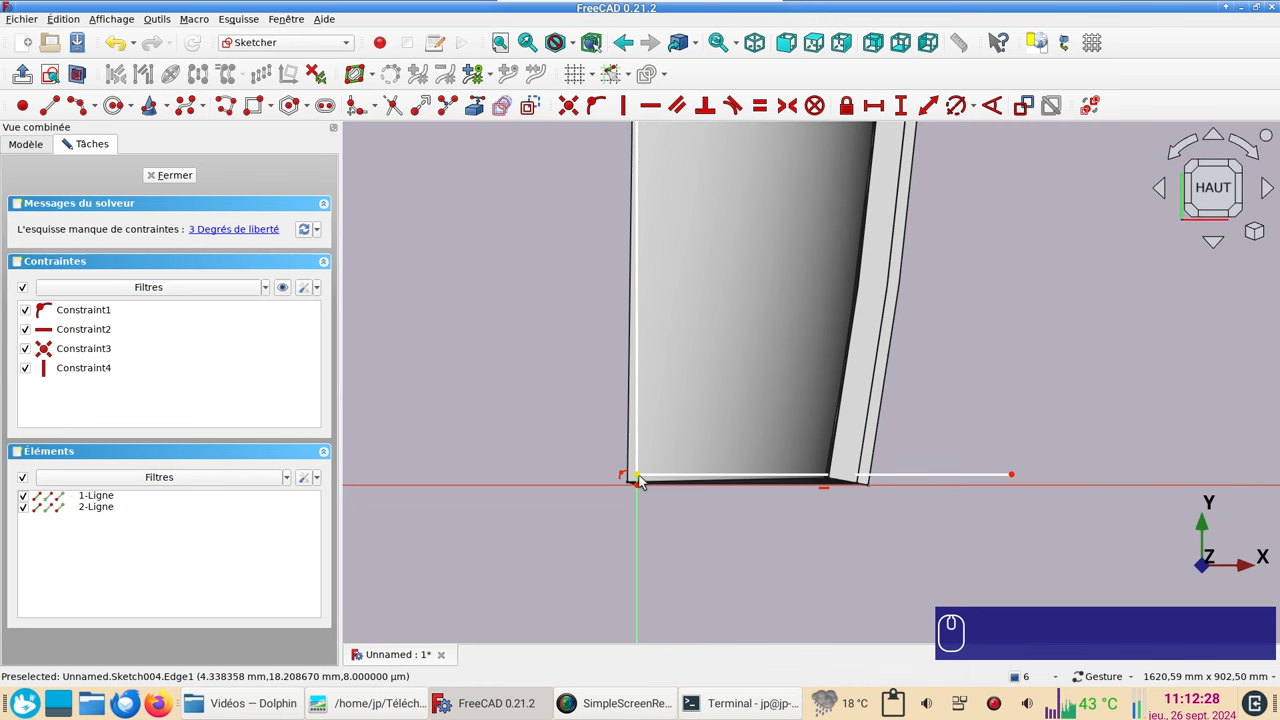 FreeCAD 0.21.2
Fichier Édition Affichage Outils Macro Esquisse Fenêtre Aide
Sketcher
Vue combinée
Modèle Tâches
Fermer
HAUT
Messages du solveur
L'esquisse manque de contraintes : 3 Degrés de liberté
Contraintes
Filtres
Constraint1
Constraint2
Constraint3
Constraint4
Éléments
Filtres
1-Ligne
2-Ligne
Y
Z X
Unnamed : 1*
Preselected: Unnamed.Sketch004.Edge1 (4.338358 mm,18.208670 mm,8.000000 µm) 6 Gesture 1620,59 mm x 902,50 mm
Vidéos — Dolphin /home/jp/Téléch... FreeCAD 0.21.2 SimpleScreenRe... Terminal - jp@jp-... 18 °C 43 °C 11:12:28
jeu., 26 sept. 2024